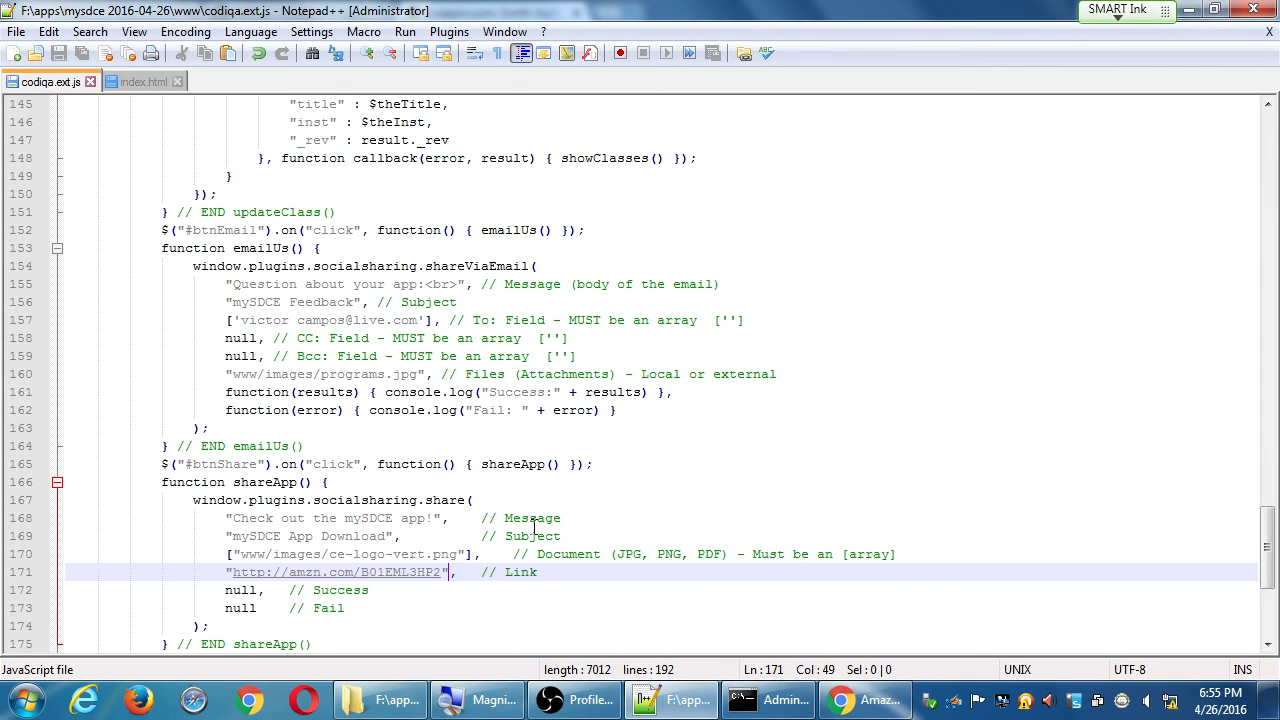 F:\apps\mysdce 2016-04-26\www\codiqa.ext.js - Notepad++ [Administrator]
SMART Ink
File Edit Search View Encoding Language Settings Macro Run Plugins Window ? X
codiqa.ext.js index.html
145 "title" : $theTitle,
146 "inst" : $theInst,
147 "_rev" : result._rev
148 }, function callback(error, result) { showClasses() });
149 }
150 });
151 } // END updateClass()
152 $("#btnEmail").on("click", function() { emailUs() });
153 function emailUs() {
154 window.plugins.socialsharing.shareViaEmail(
155 "Question about your app:<br>", // Message (body of the email)
156 "mySDCE Feedback", // Subject
157 ['victor campos@live.com'], // To: Field - MUST be an array ['']
158 null, // CC: Field - MUST be an array ['']
159 null, // Bcc: Field - MUST be an array ['']
160 "www/images/programs.jpg", // Files (Attachments) - Local or external
161 function(results) { console.log("Success:" + results) },
162 function(error) { console.log("Fail: " + error) }
163 );
164 } // END emailUs()
165 $("#btnShare").on("click", function() { shareApp() });
166 function shareApp() {
167 window.plugins.socialsharing.share(
168 "Check out the mySDCE app!", // Message
169 "mySDCE App Download", // Subject
170 ["www/images/ce-logo-vert.png"], // Document (JPG, PNG, PDF) - Must be an [array]
171 "http://amzn.com/B01EML3HP2", // Link
172 null, // Success
173 null // Fail
174 );
175 } // END shareApp()
JavaScript file length : 7012 lines : 192 Ln : 171 Col : 49 Sel : 0 | 0 UNIX UTF-8 INS
F:\app... Magni... Profile... F:\app... Admin... Amaz...
6:55 PM
4/26/2016